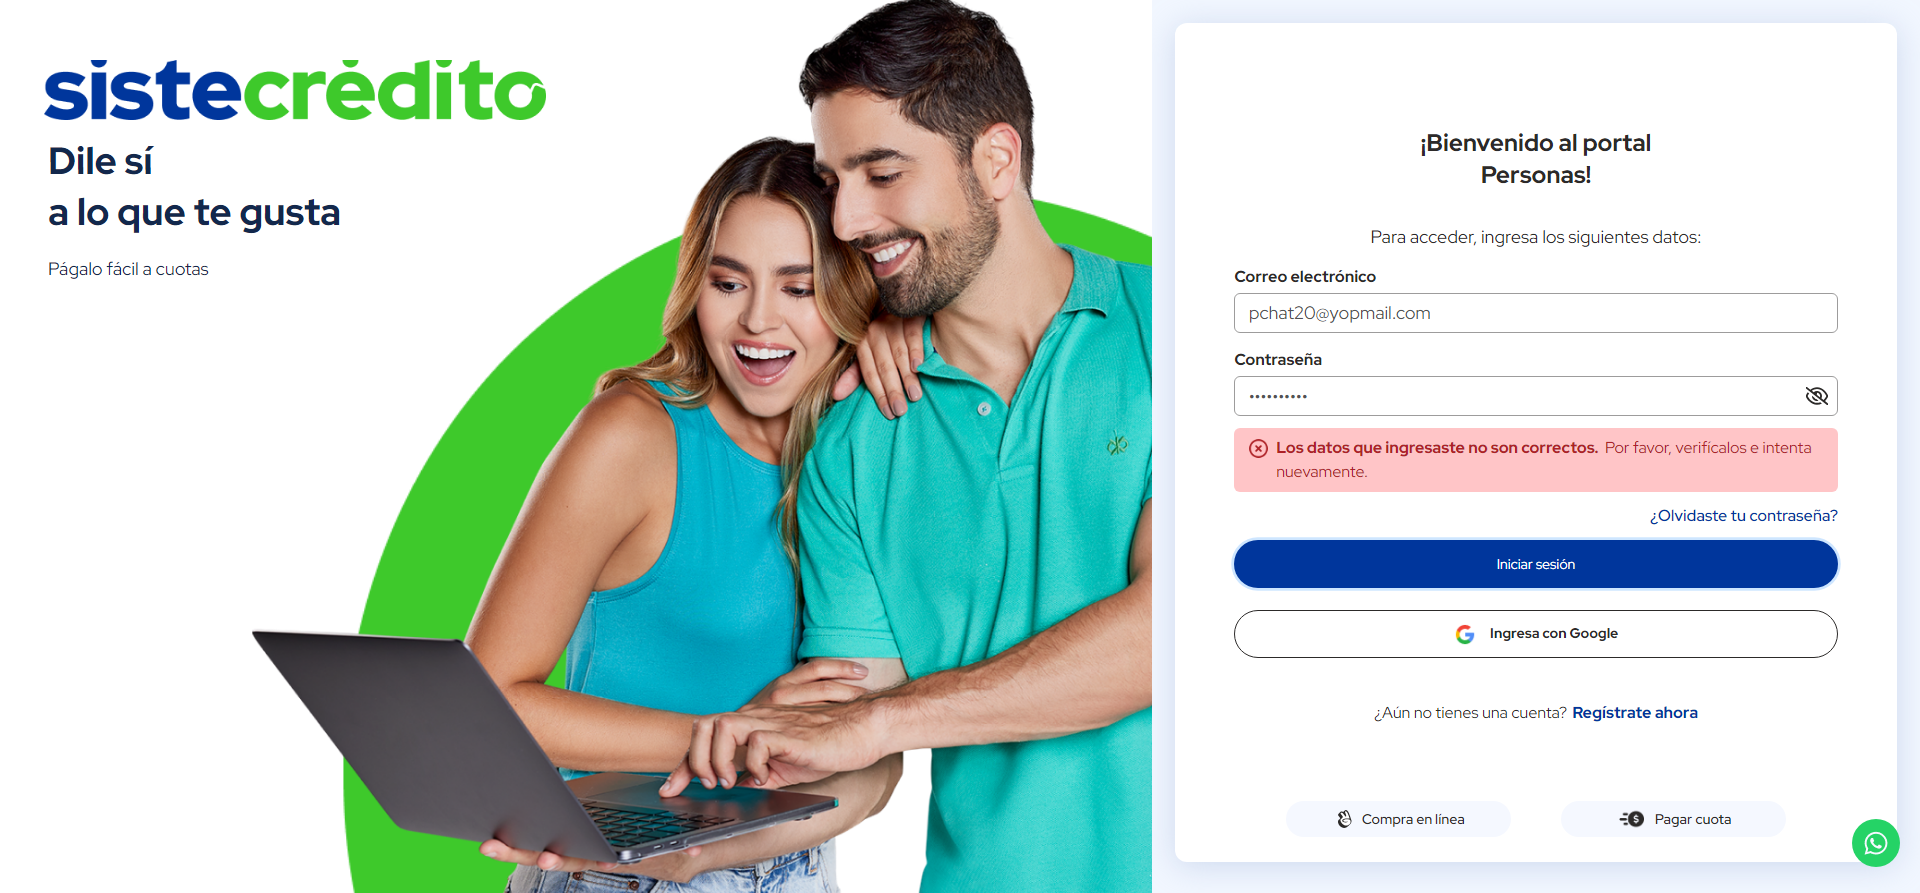 sistecrédito
Dile sí
a lo que te gusta
Págalo fácil a cuotas
¡Bienvenido al portal
Personas!
Para acceder, ingresa los siguientes datos:
Correo electrónico
pchat20@yopmail.com
Contraseña
••••••••••
Los datos que ingresaste no son correctos. Por favor, verifícalos e intenta
nuevamente.
¿Olvidaste tu contraseña?
Iniciar sesión
Ingresa con Google
¿Aún no tienes una cuenta? Regístrate ahora
Compra en línea
Pagar cuota